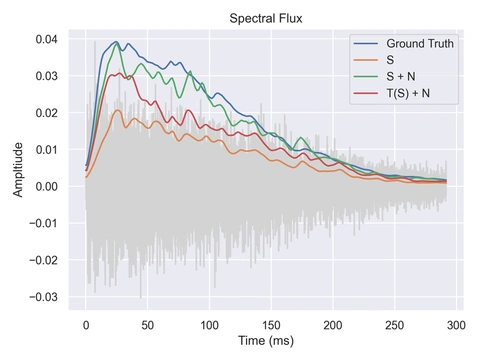 Spectral Flux
Ground Truth
S
S + N
T(S) + N
Amplitude
0.04
0.03
0.02
0.01
0.00
−0.01
−0.02
−0.03
0
50
100
150
200
250
300
Time (ms)